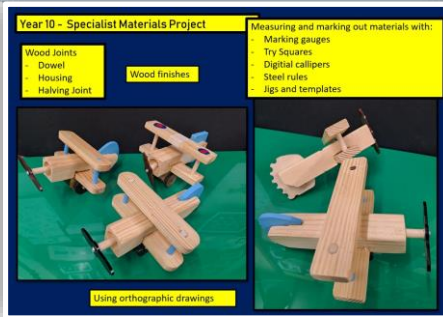 Year 10 - Specialist Materials Project
Wood Joints
- Dowel
- Housing
- Halving Joint
Wood finishes
Measuring and marking out materials with:
- Marking gauges
- Try Squares
- Digitial callipers
- Steel rules
- Jigs and templates
Using orthographic drawings